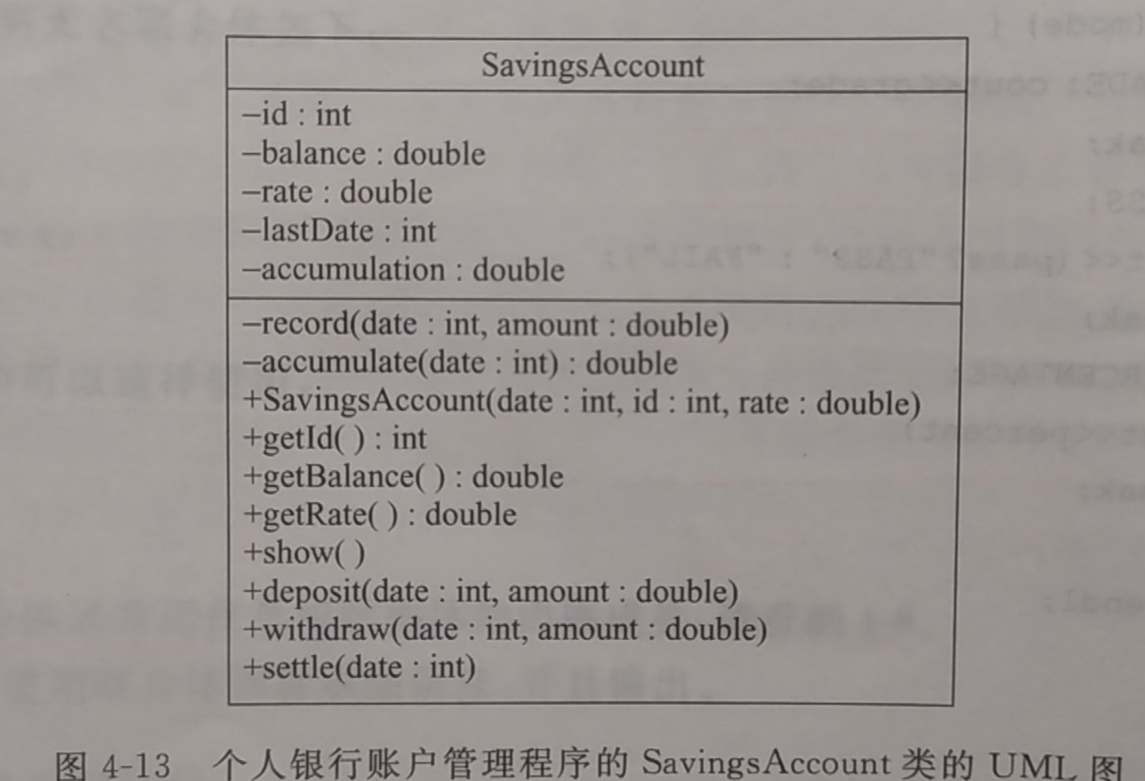 SavingsAccount
–id : int
–balance : double
–rate : double
–lastDate : int
–accumulation : double
–record(date : int, amount : double)
–accumulate(date : int) : double
+SavingsAccount(date : int, id : int, rate : double)
+getId( ) : int
+getBalance( ) : double
+getRate( ) : double
+show( )
+deposit(date : int, amount : double)
+withdraw(date : int, amount : double)
+settle(date : int)
图 4-13 个人银行账户管理程序的 SavingsAccount 类的 UML 图